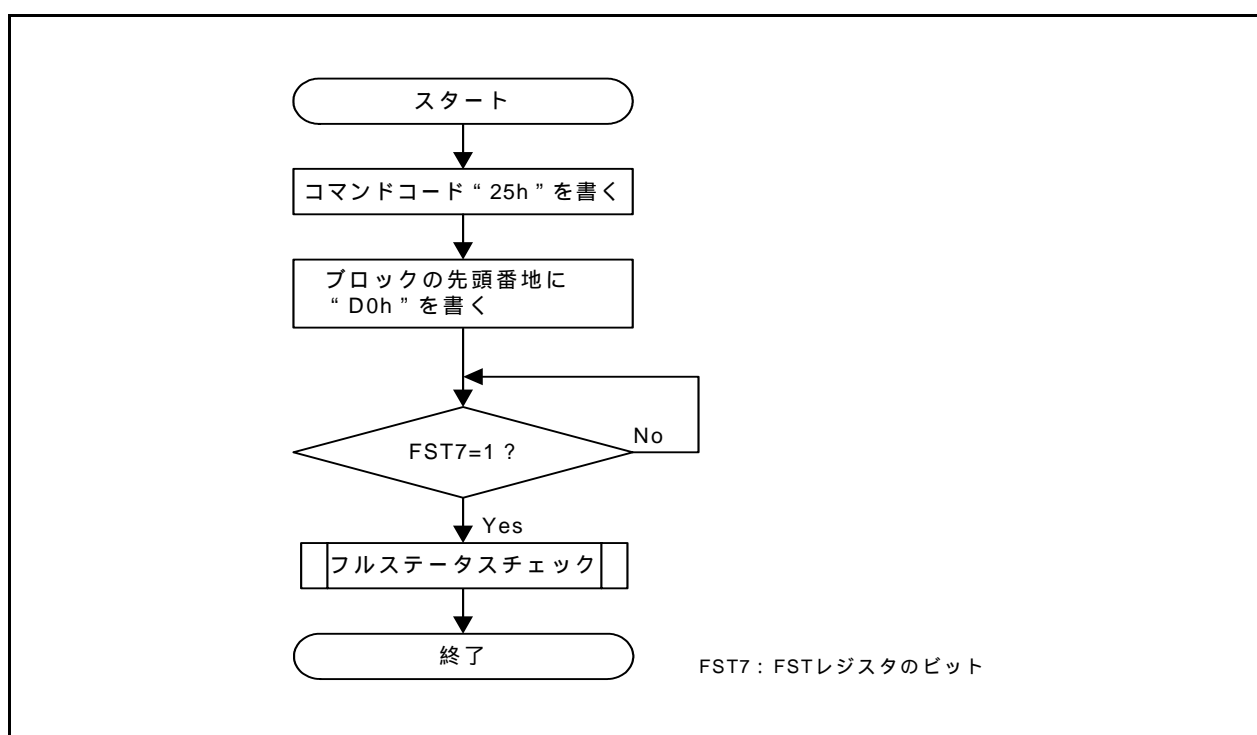 スタート
コマンドコード“25h”を書く
ブロックの先頭番地に
“D0h”を書く
FST7=1？
No
Yes
フルステータスチェック
終了
FST7：FSTレジスタのビット